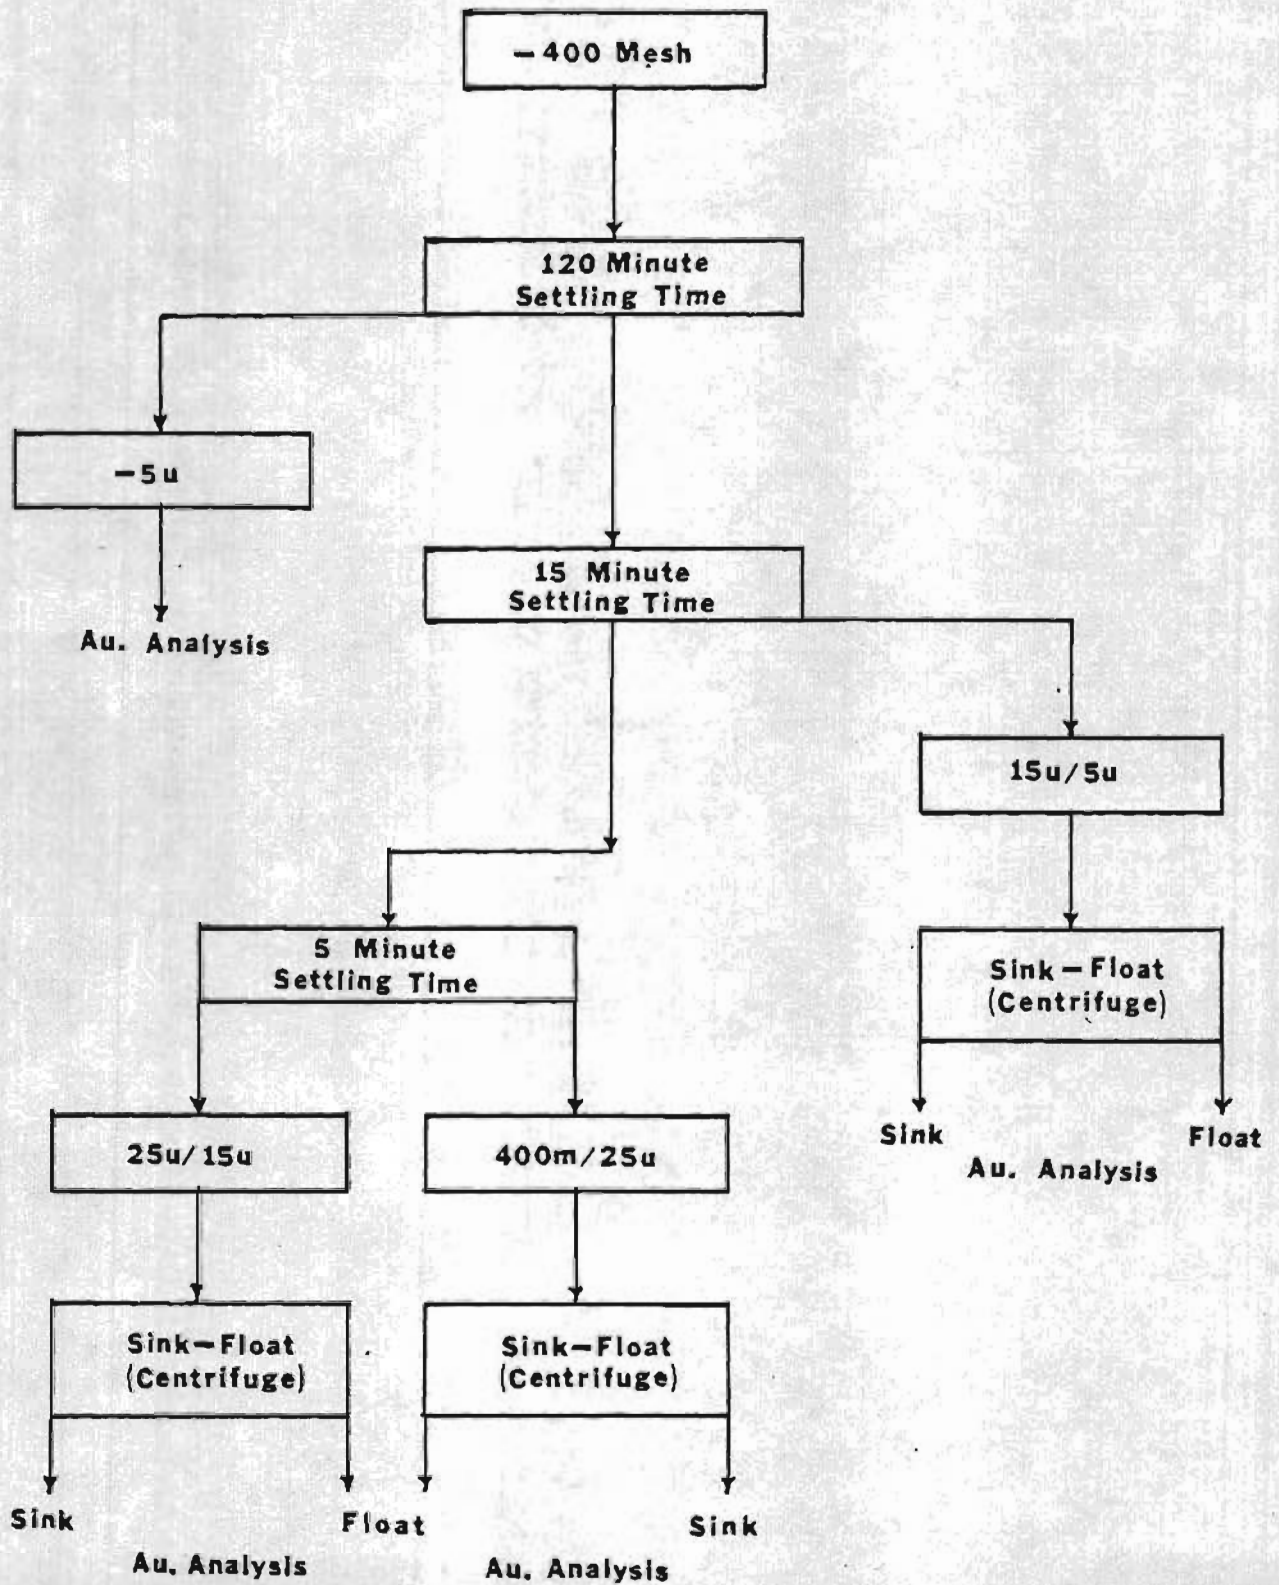 -400 Mesh
120 Minute
Settling Time
-5u
Au. Analysis
15 Minute
Settling Time
15u/5u
Sink-Float
(Centrifuge)
Sink
Float
Au. Analysis
5 Minute
Settling Time
25u/15u
400m/25u
Sink-Float
(Centrifuge)
Sink-Float
(Centrifuge)
Sink
Float
Sink
Au. Analysis
Au. Analysis